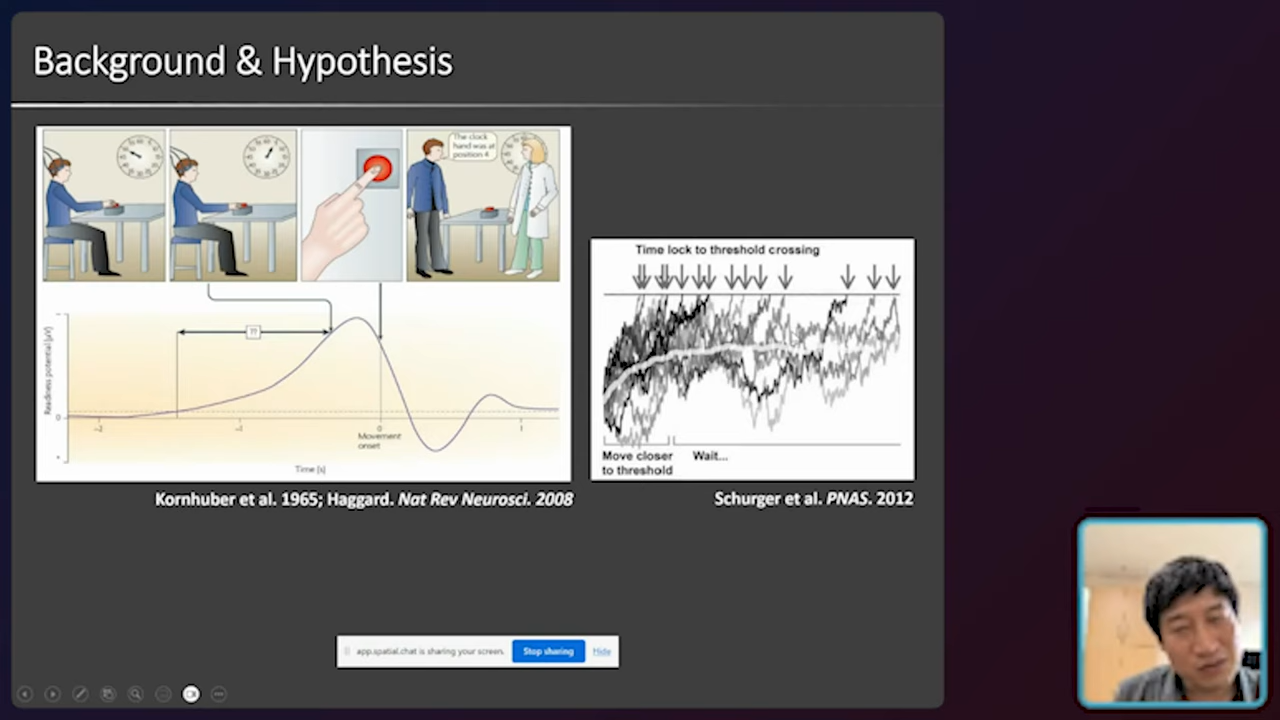 Background & Hypothesis
The clock
hand was at
position 4
Readiness potential [µV]
??
0
–2
–1
0
1
Movement
onset
Time [s]
Time lock to threshold crossing
Move closer
to threshold
Wait...
Kornhuber et al. 1965; Haggard. Nat Rev Neurosci. 2008
Schurger et al. PNAS. 2012
app.spatial.chat is sharing your screen.
Stop sharing
Hide